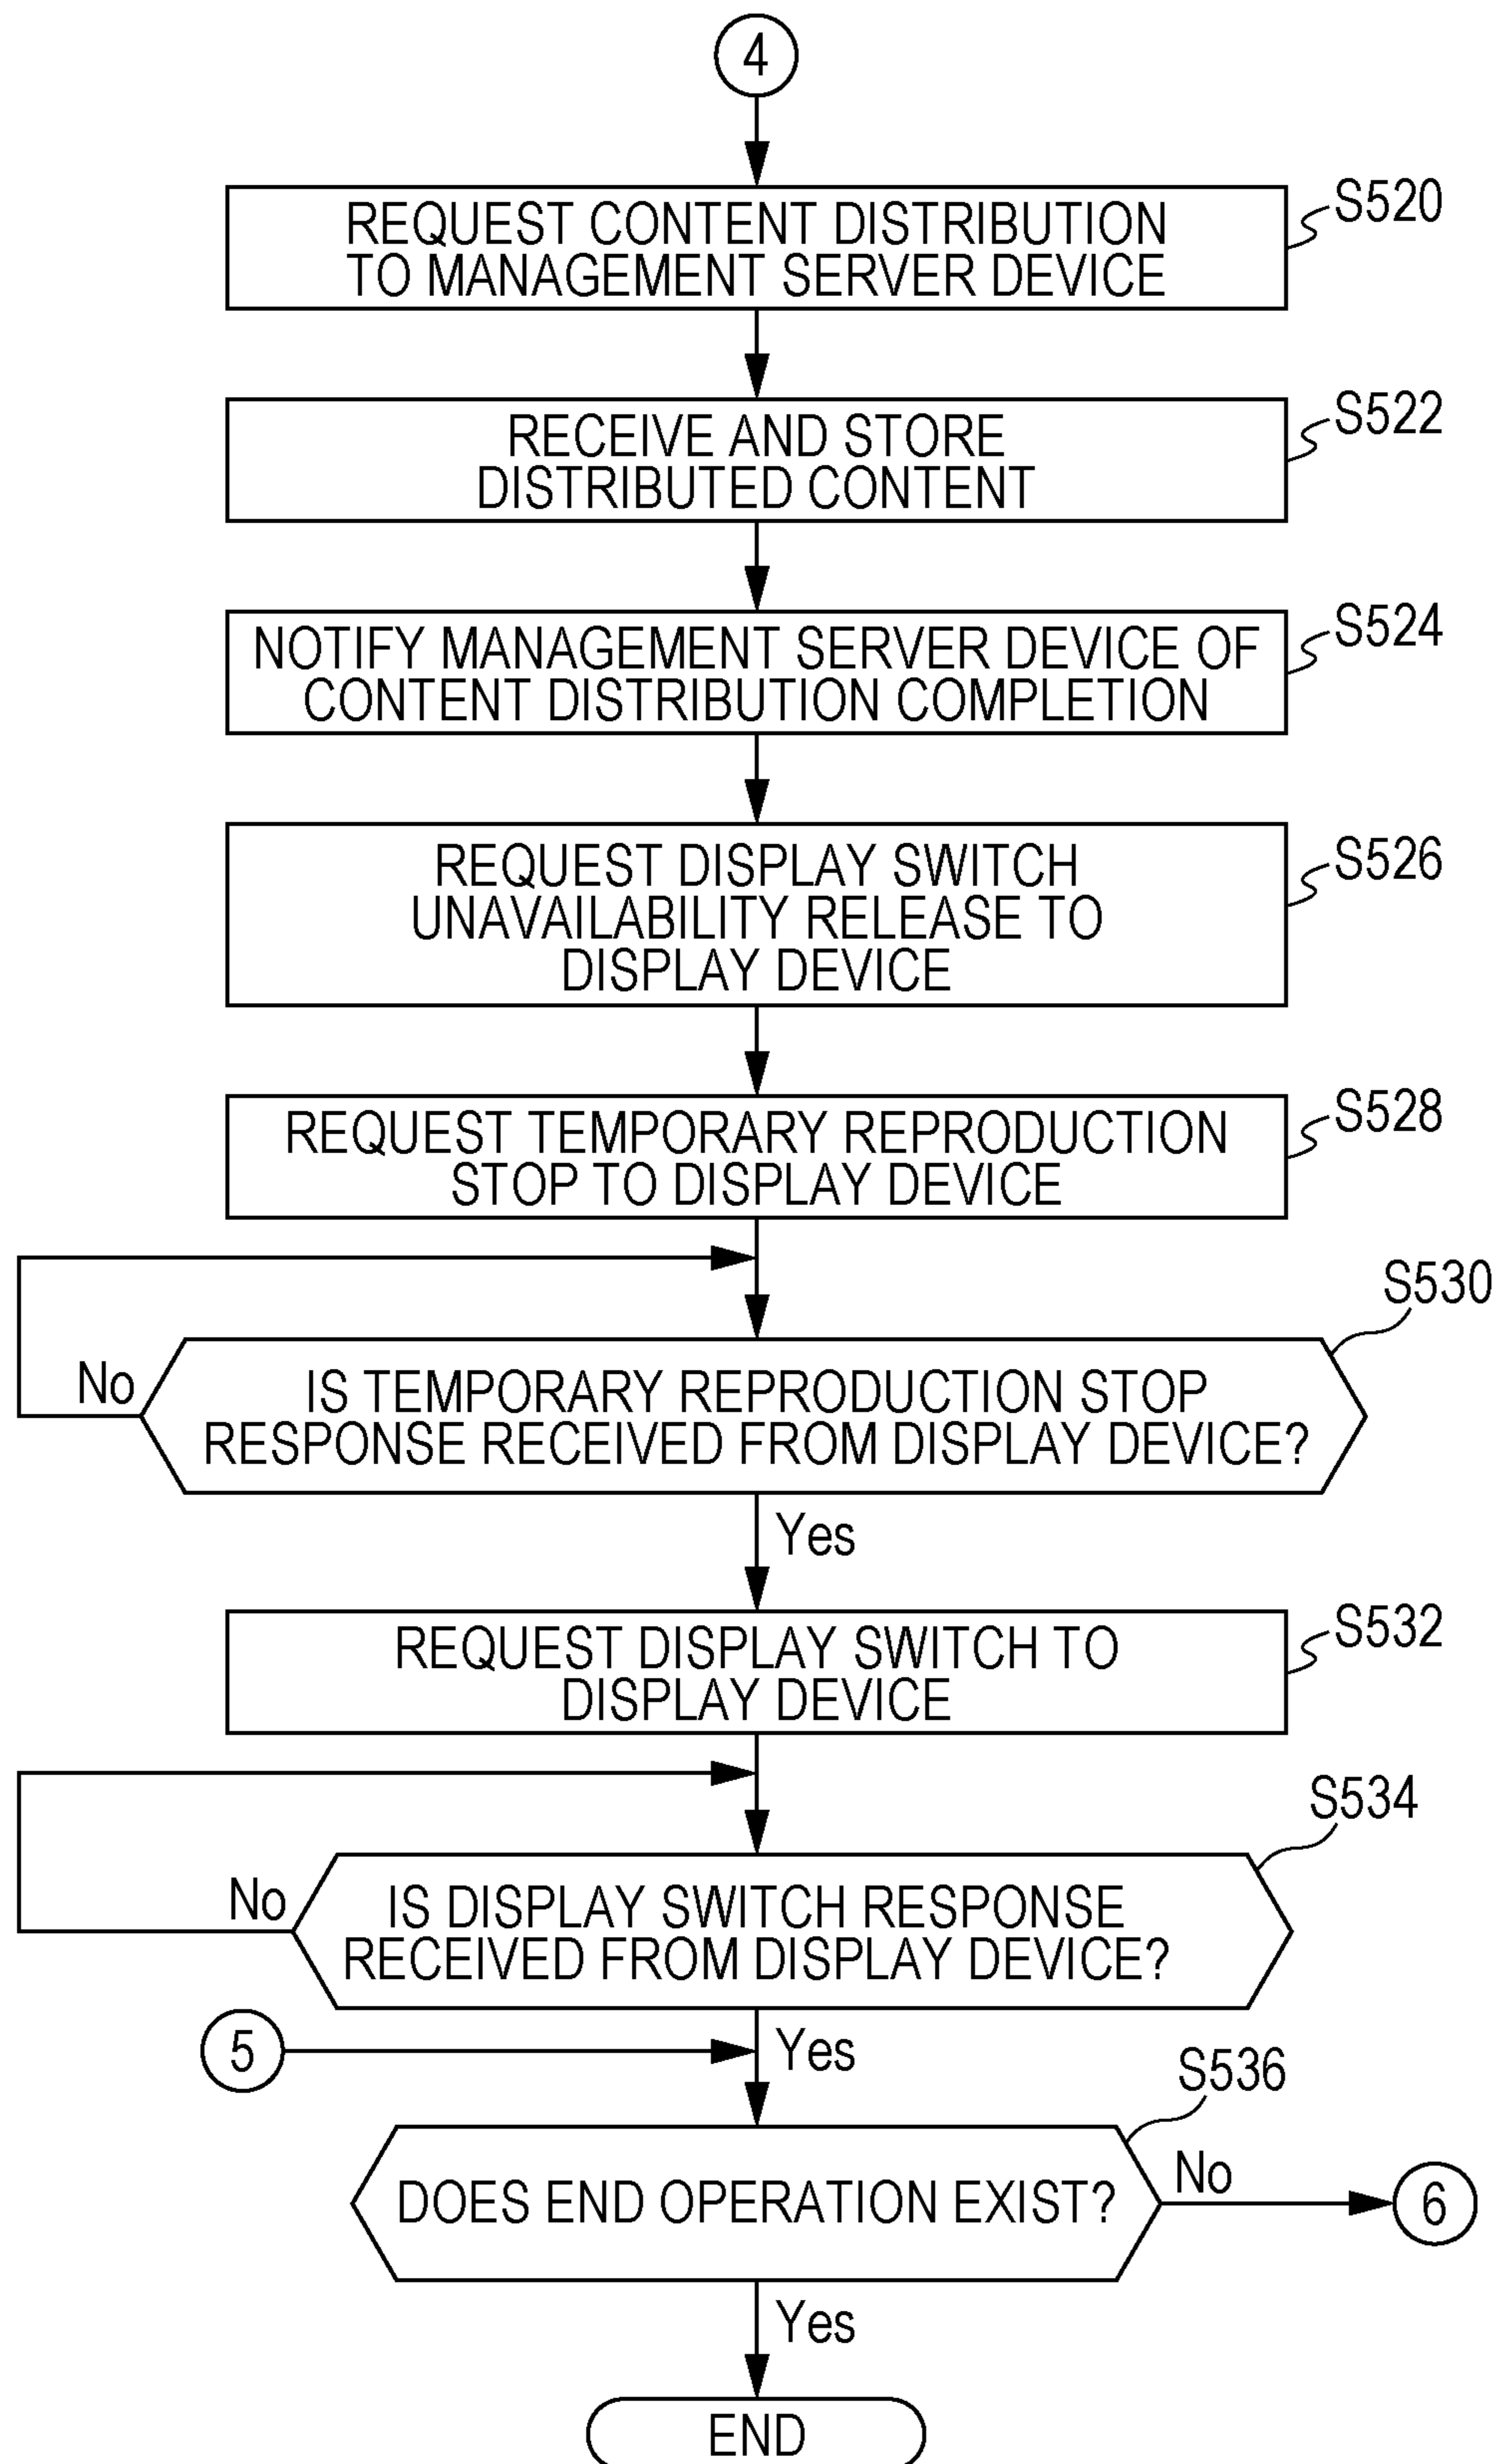 4
REQUEST CONTENT DISTRIBUTION
TO MANAGEMENT SERVER DEVICE
S520
RECEIVE AND STORE
DISTRIBUTED CONTENT
S522
NOTIFY MANAGEMENT SERVER DEVICE OF
CONTENT DISTRIBUTION COMPLETION
S524
REQUEST DISPLAY SWITCH
UNAVAILABILITY RELEASE TO
DISPLAY DEVICE
S526
REQUEST TEMPORARY REPRODUCTION
STOP TO DISPLAY DEVICE
S528
S530
No
IS TEMPORARY REPRODUCTION STOP
RESPONSE RECEIVED FROM DISPLAY DEVICE?
Yes
REQUEST DISPLAY SWITCH TO
DISPLAY DEVICE
S532
S534
No
IS DISPLAY SWITCH RESPONSE
RECEIVED FROM DISPLAY DEVICE?
5
Yes
S536
DOES END OPERATION EXIST?
No
6
Yes
END